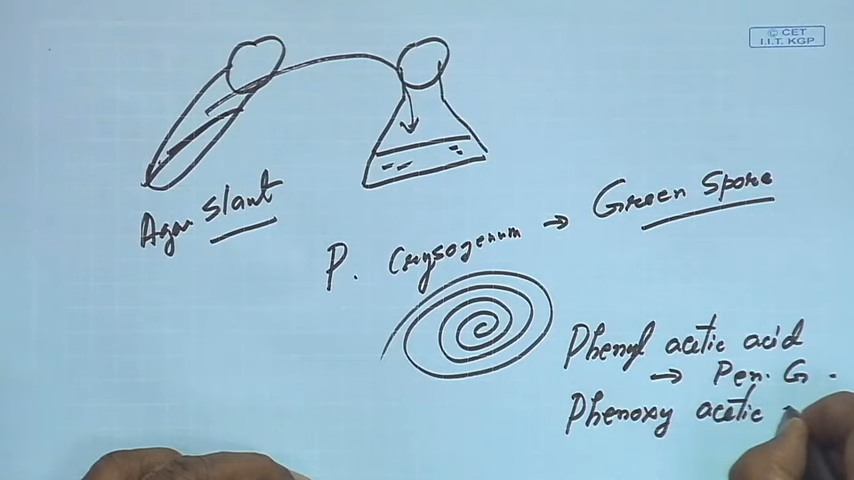 © CET
I.I.T. KGP
Agar slant
P. Crysogenum → Green Spore
Phenyl acetic acid
→ Pen. G.
Phenoxy acetic